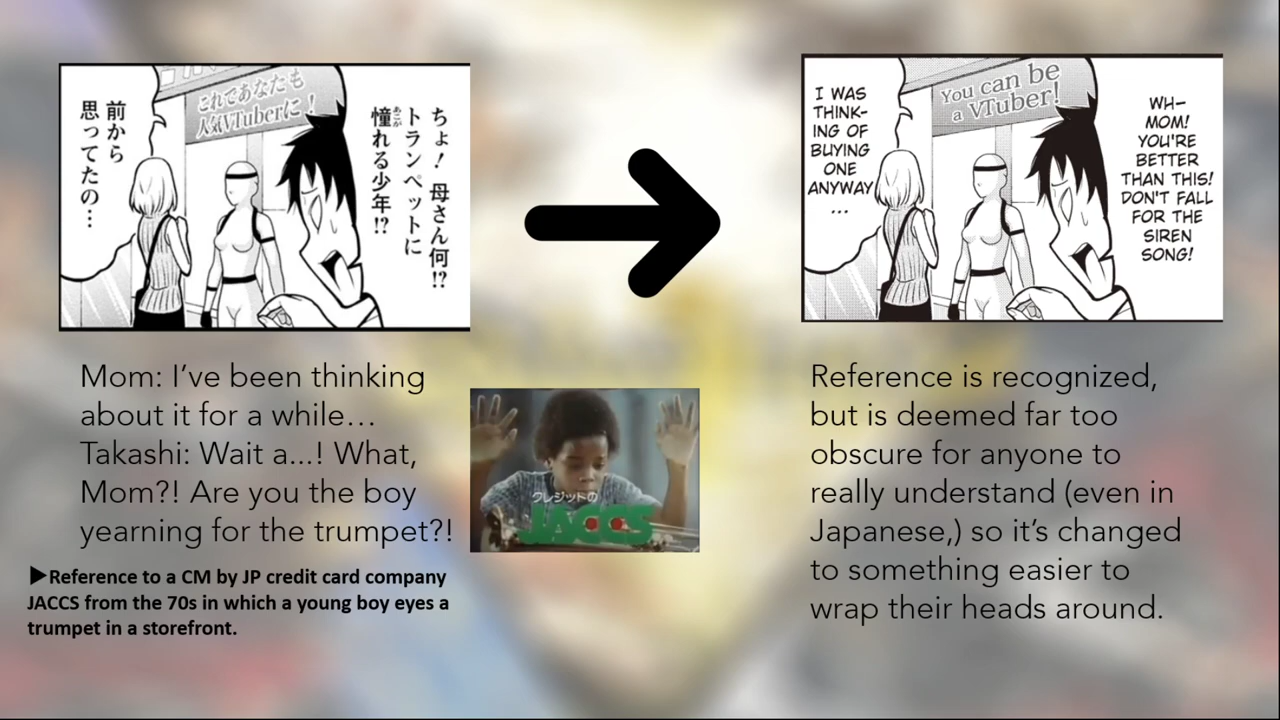 ちょ！母さん何!?
トランペットに
憧れる少年!?
あこが
これであなたも
人気VTuberに！
前から
思ってたの…
You can be
a VTuber!
I WAS
THINK-
ING OF
BUYING
ONE
ANYWAY
...
WH-
MOM!
YOU'RE
BETTER
THAN THIS!
DON'T FALL
FOR THE
SIREN
SONG!
Mom: I've been thinking
about it for a while…
Takashi: Wait a...! What,
Mom?! Are you the boy
yearning for the trumpet?!
▶Reference to a CM by JP credit card company
JACCS from the 70s in which a young boy eyes a
trumpet in a storefront.
クレジットの
JACCS
Reference is recognized,
but is deemed far too
obscure for anyone to
really understand (even in
Japanese,) so it's changed
to something easier to
wrap their heads around.